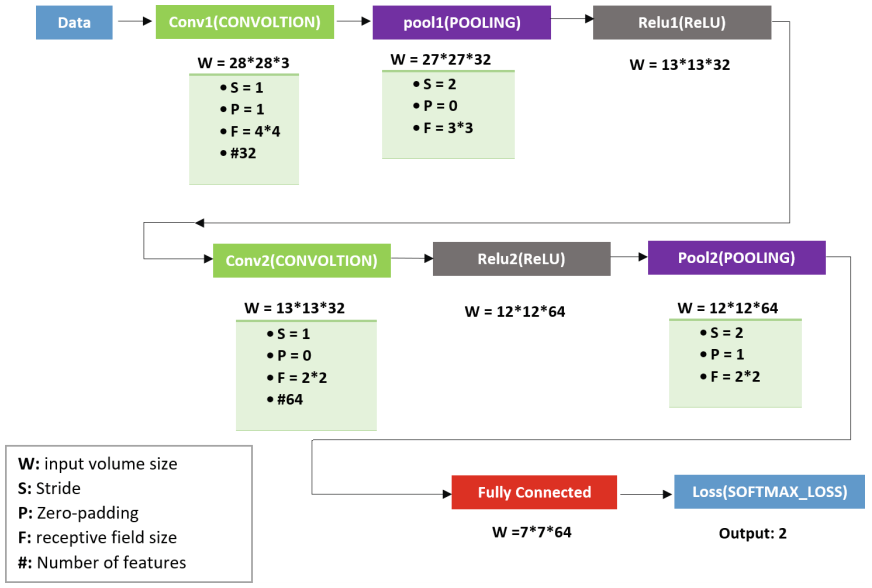 Data
Conv1(CONVOLTION)
pool1(POOLING)
Relu1(ReLU)
W = 28*28*3
• S = 1
• P = 1
• F = 4*4
• #32
W = 27*27*32
• S = 2
• P = 0
• F = 3*3
W = 13*13*32
Conv2(CONVOLTION)
Relu2(ReLU)
Pool2(POOLING)
W = 13*13*32
• S = 1
• P = 0
• F = 2*2
• #64
W = 12*12*64
W = 12*12*64
• S = 2
• P = 1
• F = 2*2
W: input volume size
S: Stride
P: Zero-padding
F: receptive field size
#: Number of features
Fully Connected
Loss(SOFTMAX_LOSS)
W =7*7*64
Output: 2